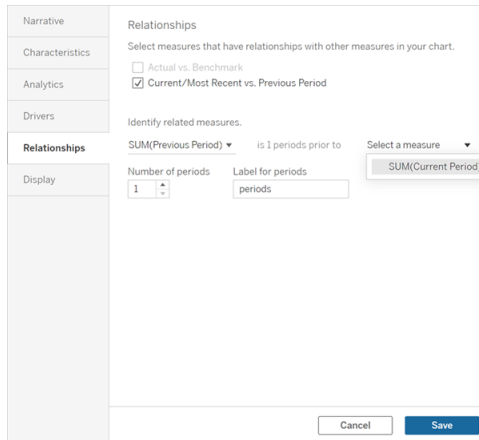 Narrative
Characteristics
Analytics
Drivers
Relationships
Display
Relationships
Select measures that have relationships with other measures in your chart.
Actual vs. Benchmark
Current/Most Recent vs. Previous Period
Identify related measures.
SUM(Previous Period) is 1 periods prior to Select a measure
SUM(Current Period)
Number of periods Label for periods
1 periods
Cancel Save